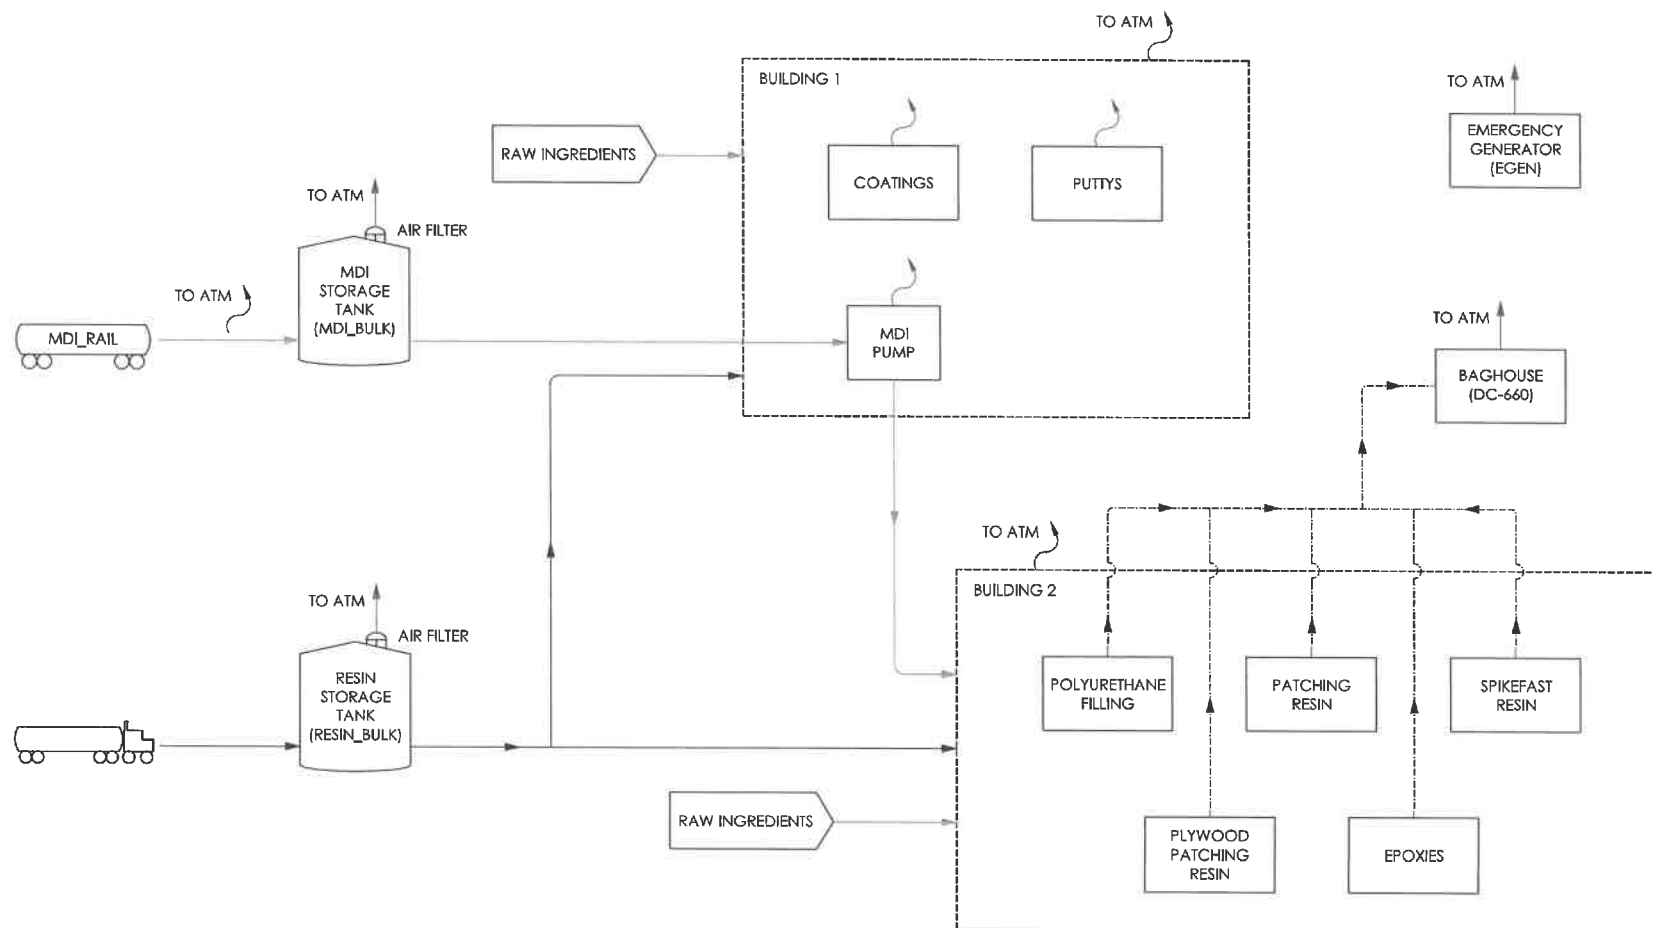 TO ATM
BUILDING 1
TO ATM
EMERGENCY
GENERATOR
(EGEN)
RAW INGREDIENTS
COATINGS
PUTTYS
TO ATM
AIR FILTER
MDI
STORAGE
TANK
(MDI_BULK)
TO ATM
MDI_RAIL
MDI
PUMP
TO ATM
BAGHOUSE
(DC-660)
TO ATM
BUILDING 2
TO ATM
AIR FILTER
RESIN
STORAGE
TANK
(RESIN_BULK)
POLYURETHANE
FILLING
PATCHING
RESIN
SPIKEFAST
RESIN
RAW INGREDIENTS
PLYWOOD
PATCHING
RESIN
EPOXIES